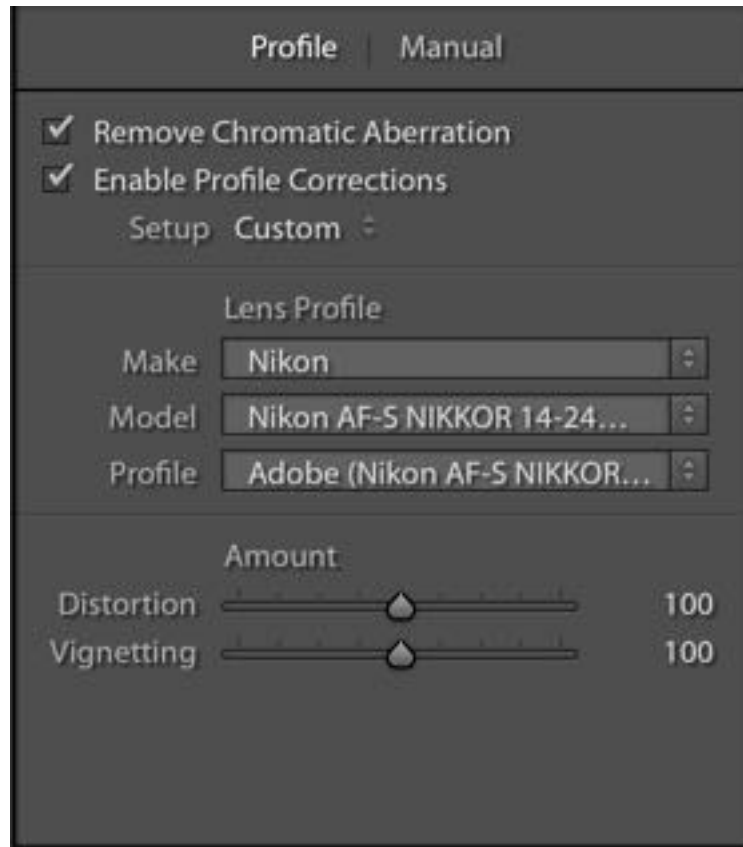 Profile | Manual
Remove Chromatic Aberration
Enable Profile Corrections
Setup Custom
Lens Profile
Make Nikon
Model Nikon AF-S NIKKOR 14-24...
Profile Adobe (Nikon AF-S NIKKOR...
Amount
Distortion 100
Vignetting 100